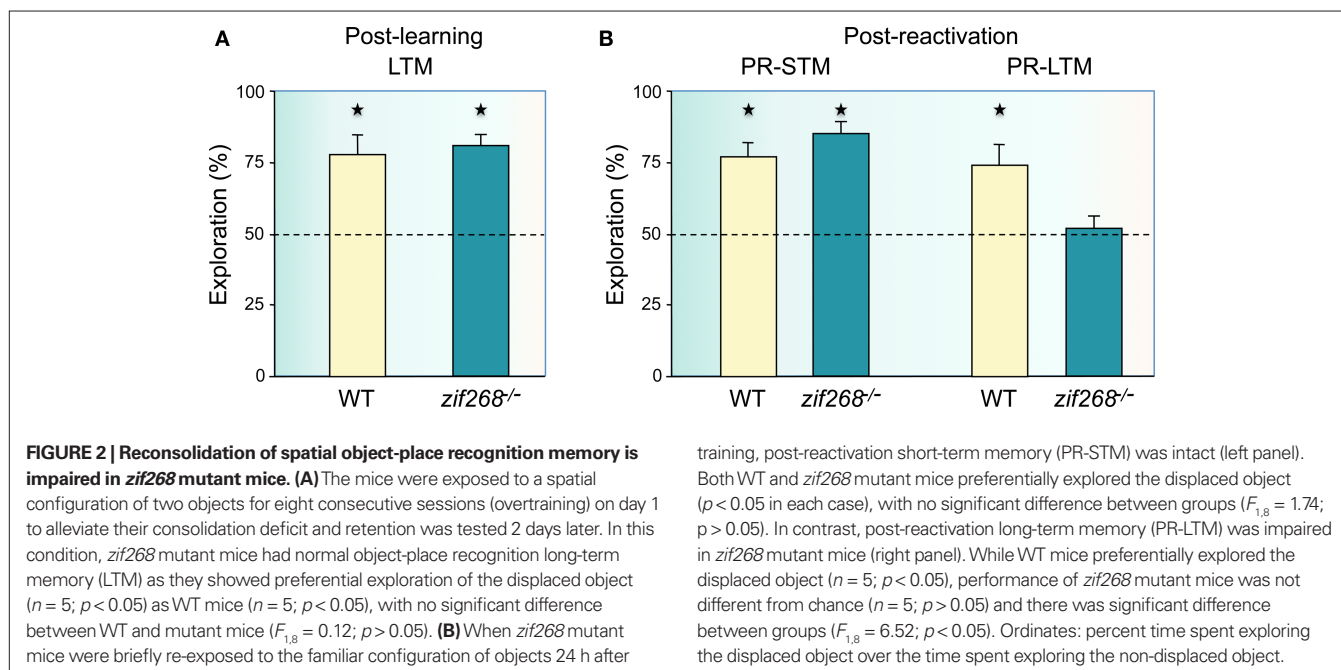 A
Post-learning
LTM
100
75
50
25
0
Exploration (%)
★
★
WT
zif268-/-
B
Post-reactivation
PR-STM
PR-LTM
100
75
50
25
0
Exploration (%)
★
★
★
WT
zif268-/-
WT
zif268-/-
FIGURE 2 | Reconsolidation of spatial object-place recognition memory is
impaired in zif268 mutant mice. (A) The mice were exposed to a spatial
configuration of two objects for eight consecutive sessions (overtraining) on day 1
to alleviate their consolidation deficit and retention was tested 2 days later. In this
condition, zif268 mutant mice had normal object-place recognition long-term
memory (LTM) as they showed preferential exploration of the displaced object
(n = 5; p < 0.05) as WT mice (n = 5; p < 0.05), with no significant difference
between WT and mutant mice (F1,8 = 0.12; p > 0.05). (B) When zif268 mutant
mice were briefly re-exposed to the familiar configuration of objects 24 h after
training, post-reactivation short-term memory (PR-STM) was intact (left panel).
Both WT and zif268 mutant mice preferentially explored the displaced object
(p < 0.05 in each case), with no significant difference between groups (F1,8 = 1.74;
p > 0.05). In contrast, post-reactivation long-term memory (PR-LTM) was impaired
in zif268 mutant mice (right panel). While WT mice preferentially explored the
displaced object (n = 5; p < 0.05), performance of zif268 mutant mice was not
different from chance (n = 5; p > 0.05) and there was significant difference
between groups (F1,8 = 6.52; p < 0.05). Ordinates: percent time spent exploring
the displaced object over the time spent exploring the non-displaced object.